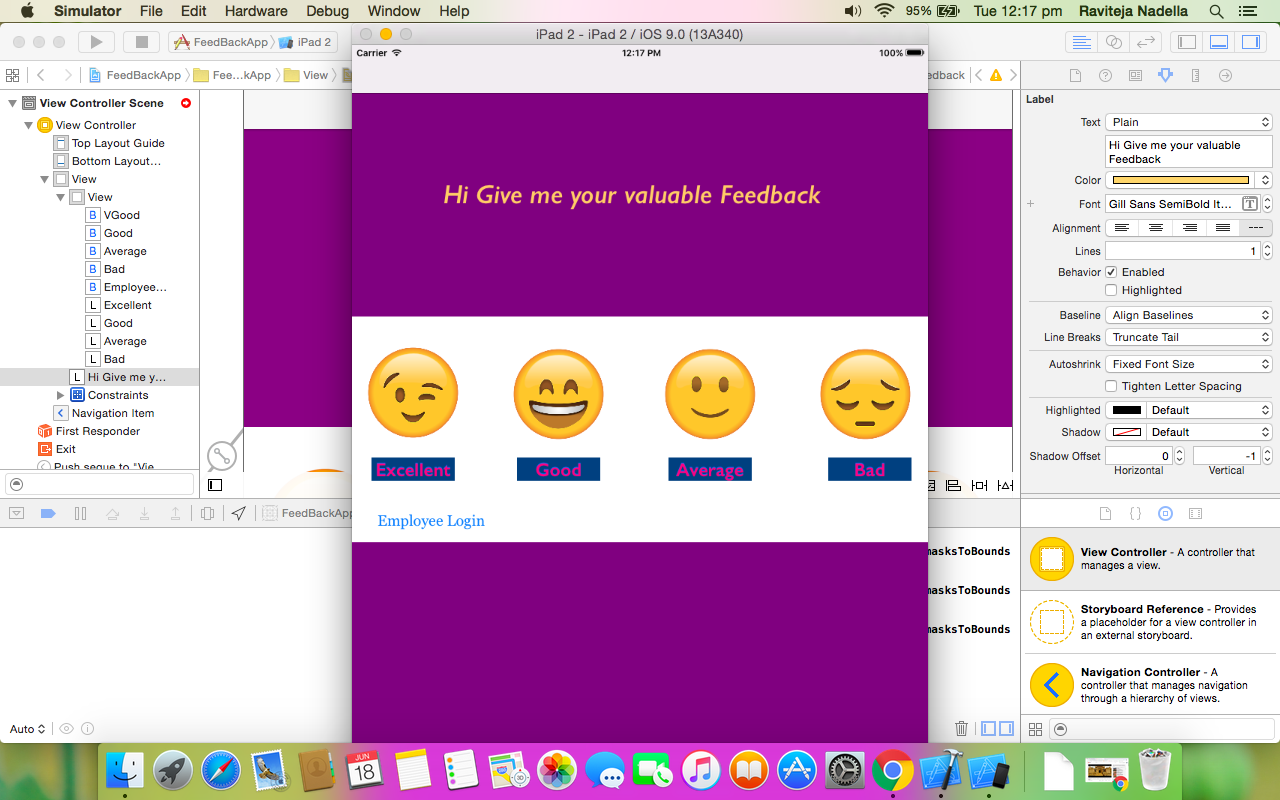 Simulator File Edit Hardware Debug Window Help 95% Tue 12:17 pm Raviteja Nadella
iPad 2 - iPad 2 / iOS 9.0 (13A340)
FeedBackApp iPad 2
Carrier 12:17 PM 100%
FeedBackApp Fee...kApp View edback
View Controller Scene
View Controller
Top Layout Guide
Bottom Layout...
View
View
B VGood
B Good
B Average
B Bad
B Employee...
L Excellent
L Good
L Average
L Bad
L Hi Give me y...
Constraints
Navigation Item
First Responder
Exit
Push segue to "Vie
Hi Give me your valuable Feedback
Excellent Good Average Bad
Employee Login
FeedBackApp
masksToBounds
masksToBounds
masksToBounds
Auto
Label
Text Plain
Hi Give me your valuable
Feedback
Color
Font Gill Sans SemiBold It... T
Alignment
Lines 1
Behavior Enabled
Highlighted
Baseline Align Baselines
Line Breaks Truncate Tail
Autoshrink Fixed Font Size
Tighten Letter Spacing
Highlighted Default
Shadow Default
Shadow Offset 0 -1
Horizontal Vertical
View Controller - A controller that
manages a view.
Storyboard Reference - Provides
a placeholder for a view controller in
an external storyboard.
Navigation Controller - A
controller that manages navigation
through a hierarchy of views.
JUN
18